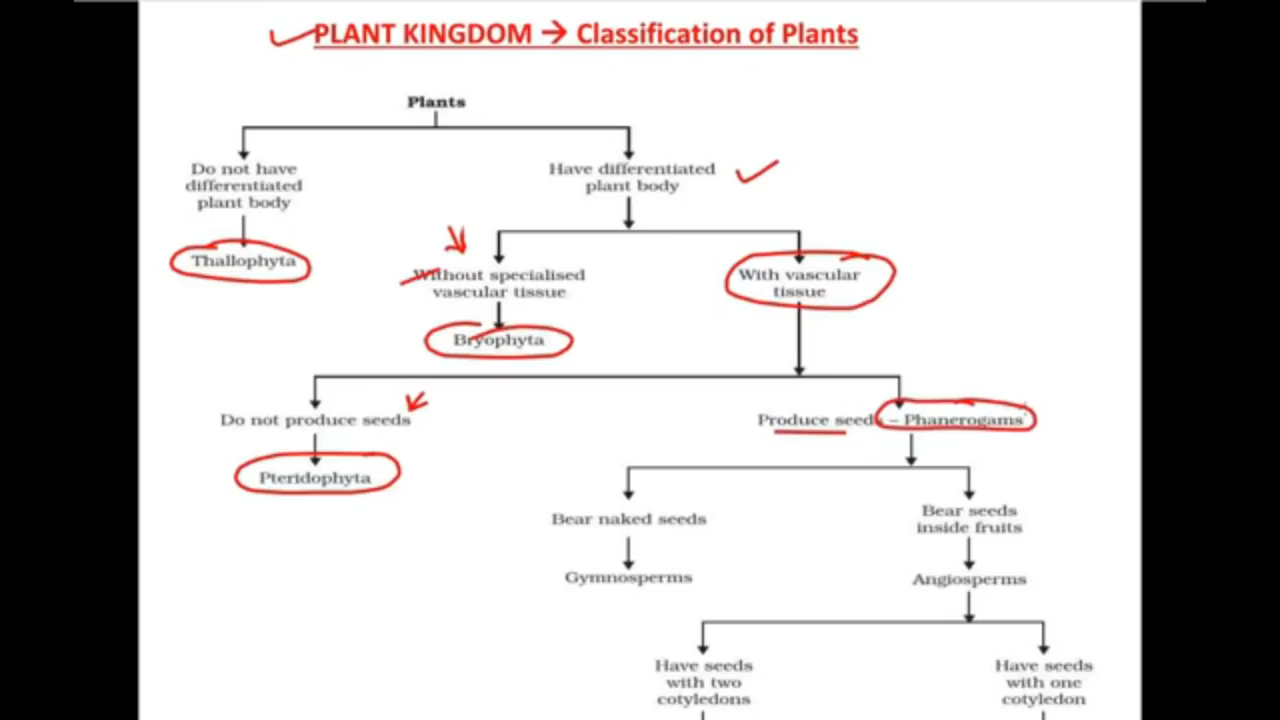 PLANT KINGDOM → Classification of Plants
Plants
Do not have
differentiated
plant body
Have differentiated
plant body
Thallophyta
Without specialised
vascular tissue
With vascular
tissue
Bryophyta
Do not produce seeds
Produce seeds – Phanerogams
Pteridophyta
Bear naked seeds
Bear seeds
inside fruits
Gymnosperms
Angiosperms
Have seeds
with two
cotyledons
Have seeds
with one
cotyledon